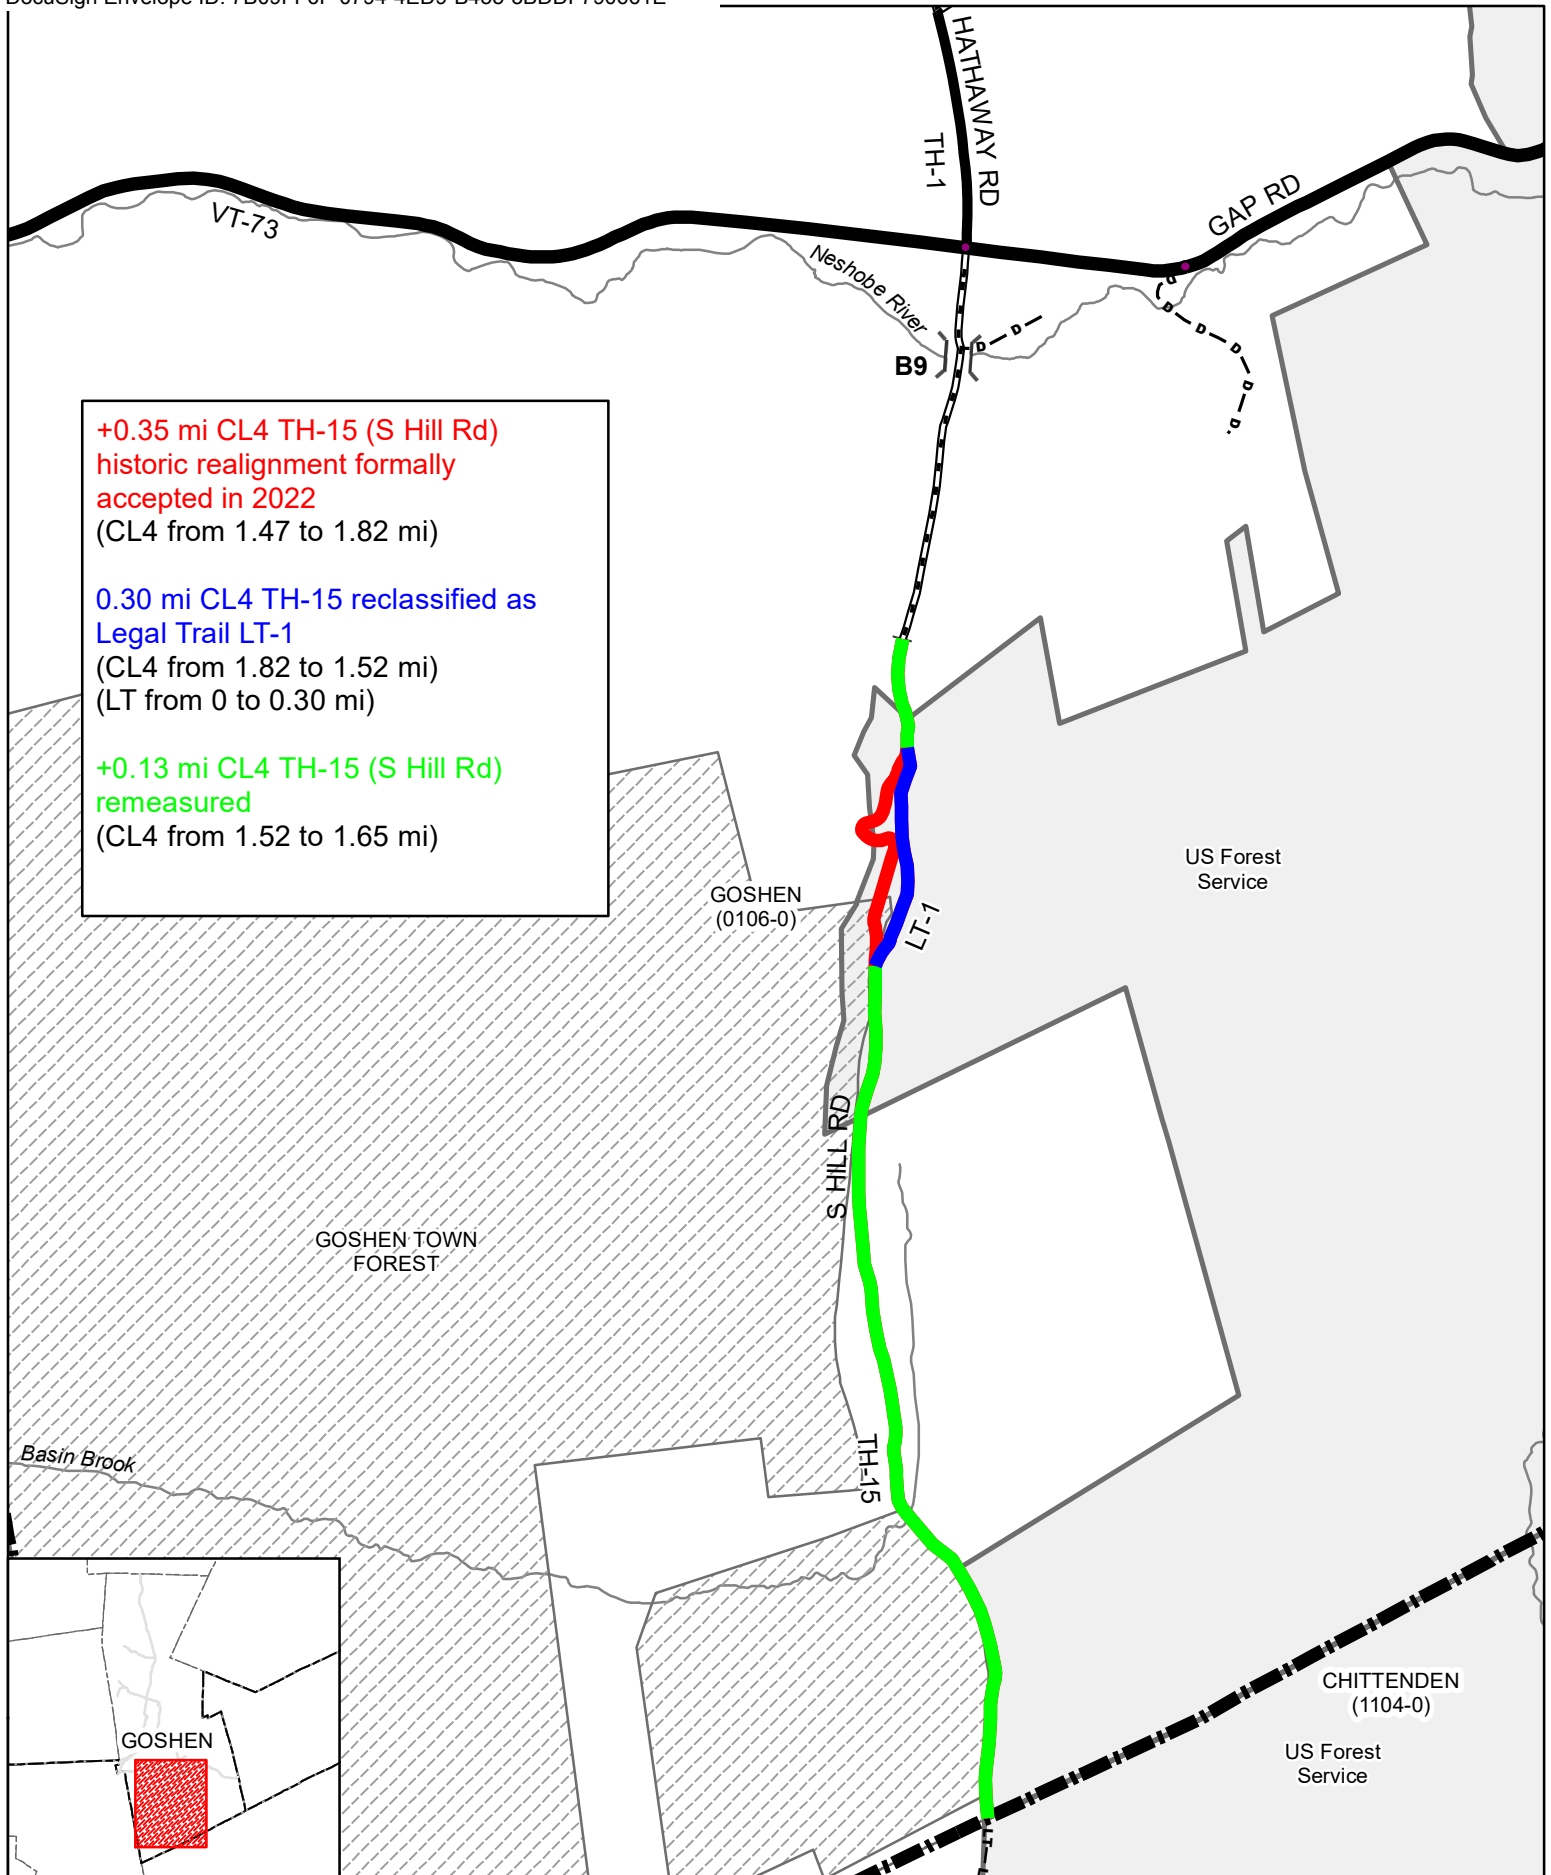 HATHAWAY RD
TH-1
GAP RD
VT-73
Neshobe River
B9
D
D
D
D
D
D
D
D
+0.35 mi CL4 TH-15 (S Hill Rd)
historic realignment formally
accepted in 2022
(CL4 from 1.47 to 1.82 mi)
0.30 mi CL4 TH-15 reclassified as
Legal Trail LT-1
(CL4 from 1.82 to 1.52 mi)
(LT from 0 to 0.30 mi)
+0.13 mi CL4 TH-15 (S Hill Rd)
remeasured
(CL4 from 1.52 to 1.65 mi)
US Forest
Service
GOSHEN
(0106-0)
LT-1
S HILL RD
GOSHEN TOWN
FOREST
TH-15
Basin Brook
GOSHEN
CHITTENDEN
(1104-0)
US Forest
Service
LT